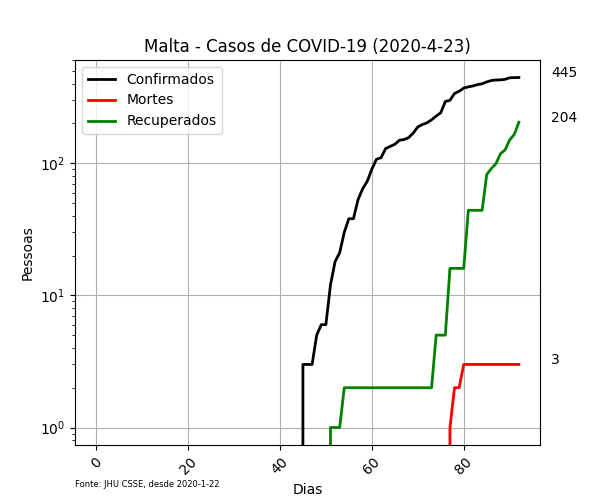 Malta - Casos de COVID-19 (2020-4-23)
Confirmados
Mortes
Recuperados
445
204
3
10²
10¹
10⁰
Pessoas
0
20
40
60
80
Dias
Fonte: JHU CSSE, desde 2020-1-22